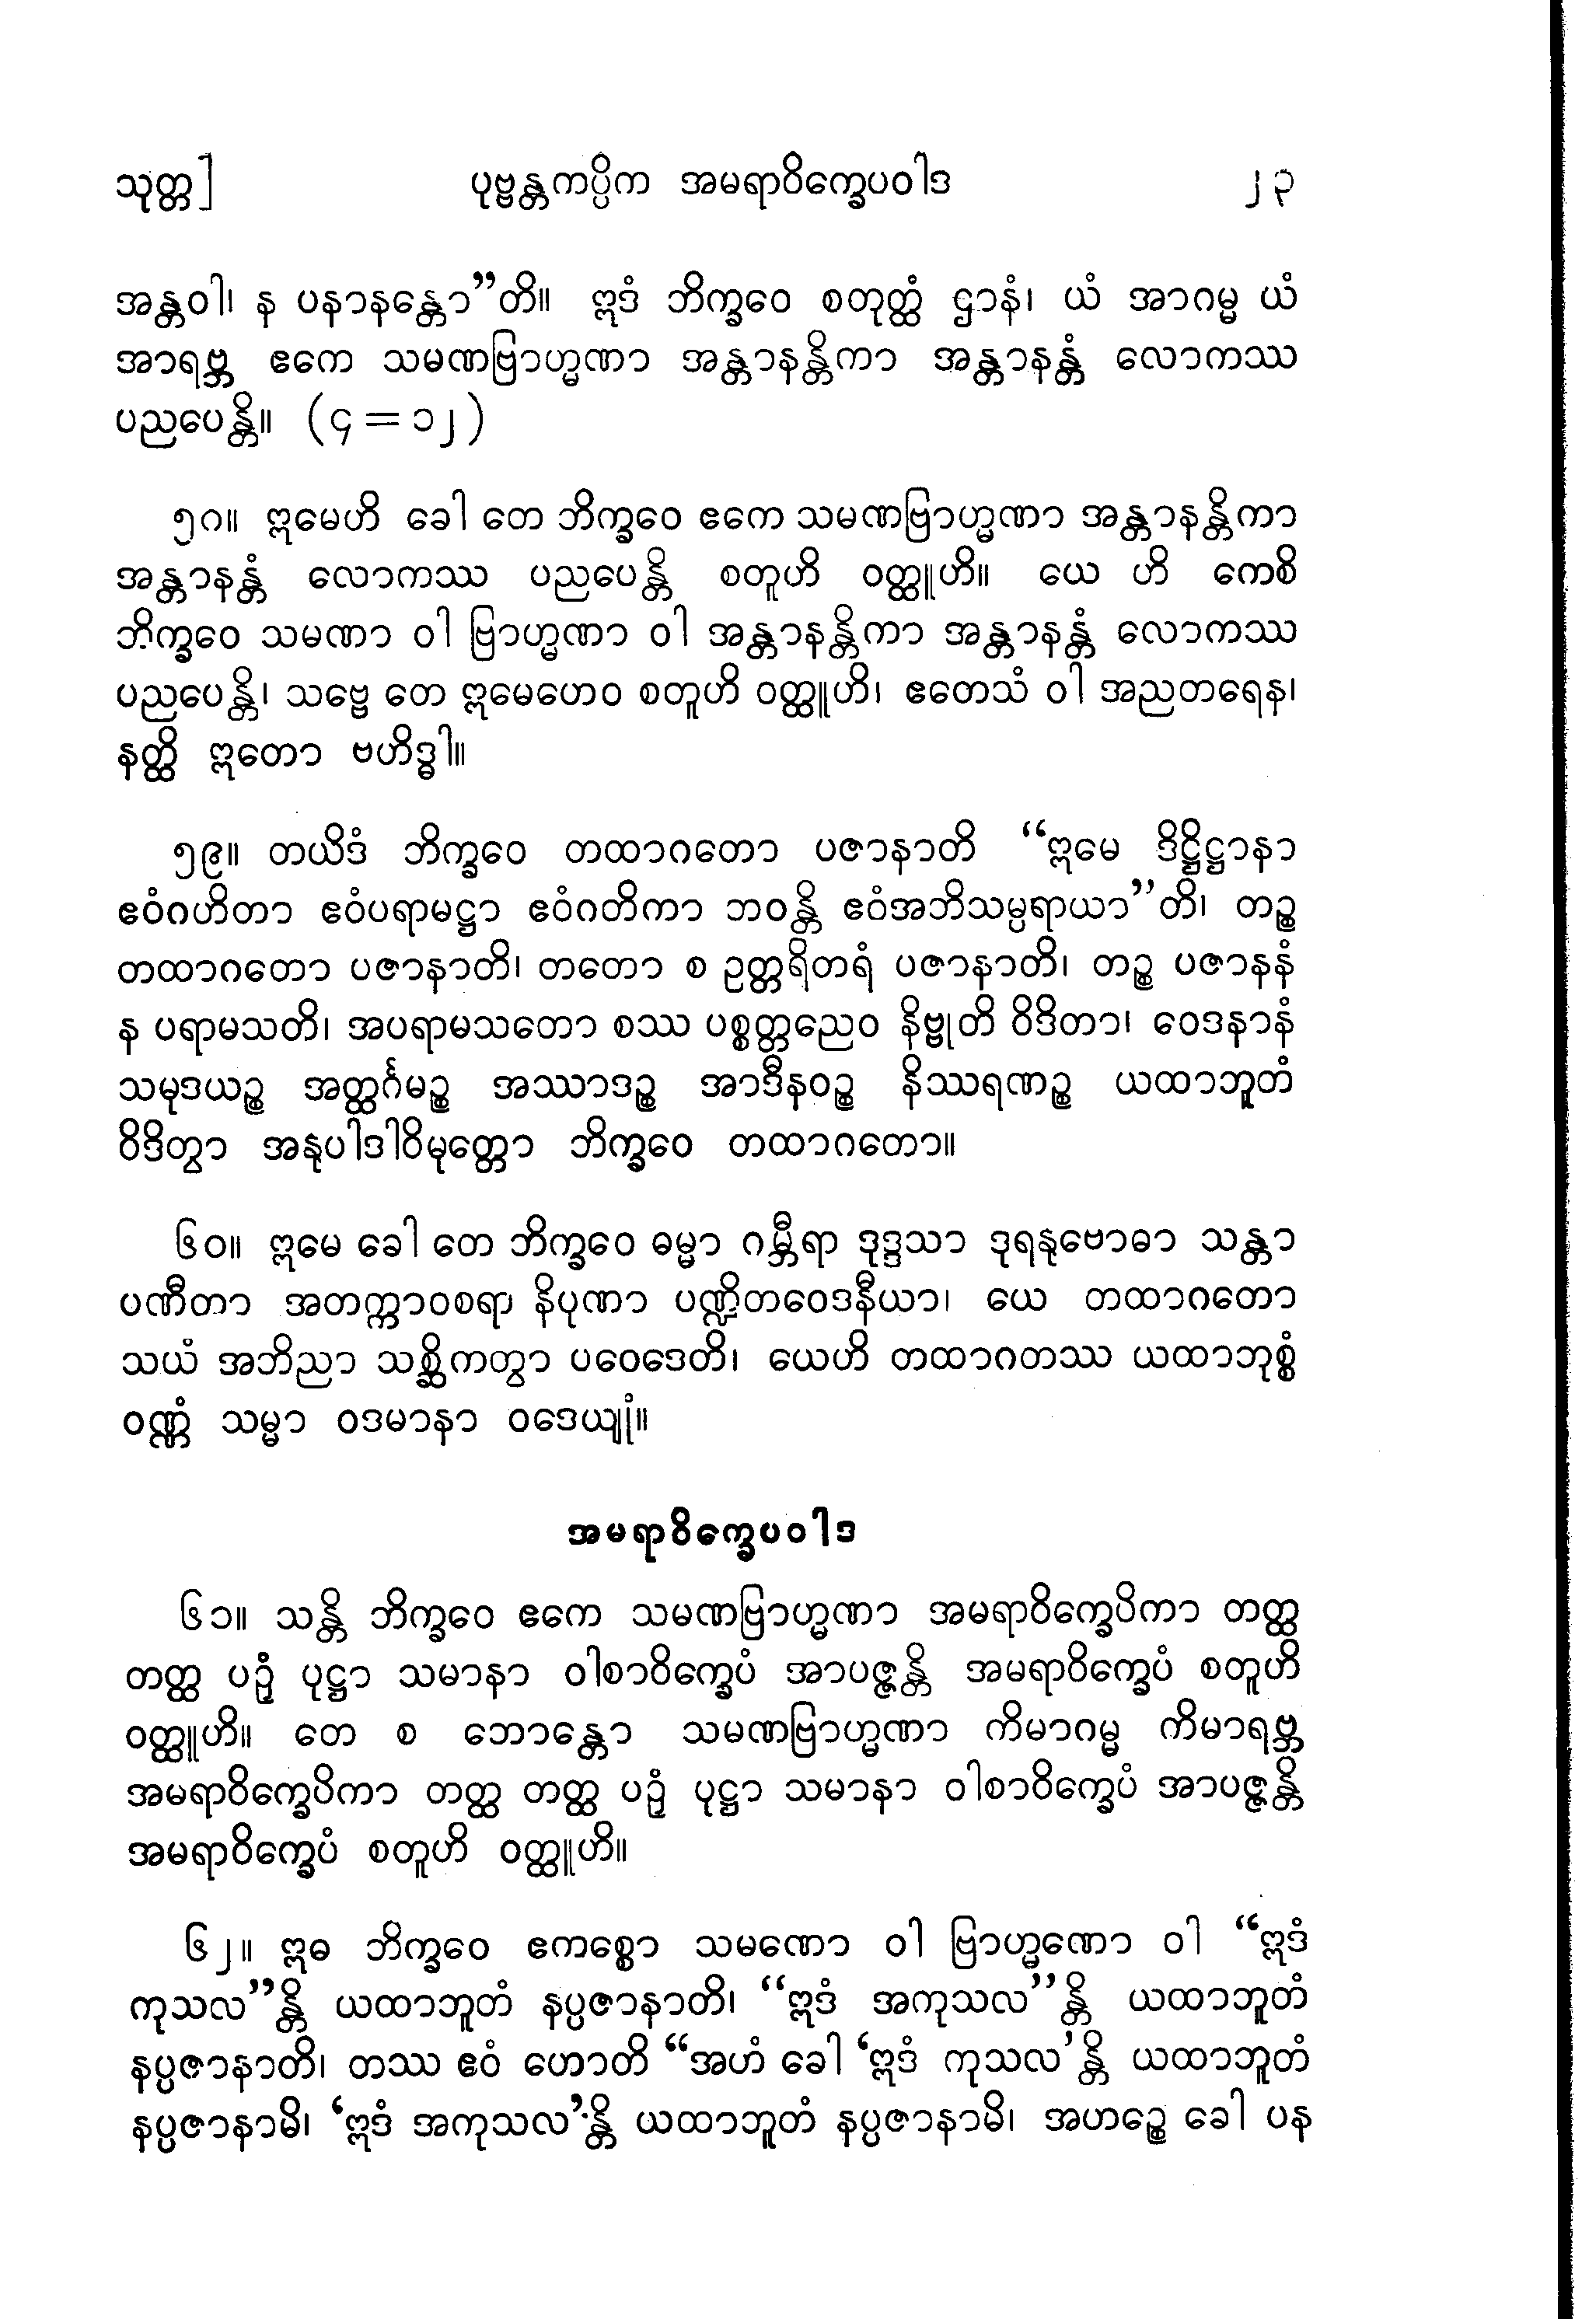 သုတ္တ] ပုဗ္ဗန္တကပ္ပိက အမရာဝိက္ခေပဝါဒ ၂၃
အန္တဝါ၊ န ပနာနန္တော”တိ။ ဣဒံ ဘိက္ခဝေ စတုတ္ထံ ဌာနံ၊ ယံ အာဂမ္မ ယံ
အာရဗ္ဘ ဧကေ သမဏဗြာဟ္မဏာ အန္တာနန္တိကာ အန္တာနန္တံ လောကဿ
ပညပေန္တိ။ (၄=၁၂)
၅ဂ။ ဣမေဟိ ခေါ တေ ဘိက္ခဝေ ဧကေ သမဏဗြာဟ္မဏာ အန္တာနန္တိကာ
အန္တာနန္တံ လောကဿ ပညပေန္တိ စတူဟိ ဝတ္ထူဟိ။ ယေ ဟိ ကေစိ
ဘိက္ခဝေ သမဏာ ဝါ ဗြာဟ္မဏာ ဝါ အန္တာနန္တိကာ အန္တာနန္တံ လောကဿ
ပညပေန္တိ၊ သဗ္ဗေ တေ ဣမေဟေဝ စတူဟိ ဝတ္ထူဟိ၊ ဧတေသံ ဝါ အညတရေန၊
နတ္ထိ ဣတော ဗဟိဒ္ဓါ။
၅၉။ တယိဒံ ဘိက္ခဝေ တထာဂတော ပဇာနာတိ “ဣမေ ဒိဋ္ဌိဋ္ဌာနာ
ဧဝံဂဟိတာ ဧဝံပရာမဋ္ဌာ ဧဝံဂတိကာ ဘဝန္တိ ဧဝံအဘိသမ္ပရာယာ”တိ၊ တဉ္စ
တထာဂတော ပဇာနာတိ၊ တတော စ ဥတ္တရိတရံ ပဇာနာတိ၊ တဉ္စ ပဇာနနံ
န ပရာမသတိ၊ အပရာမသတော စဿ ပစ္စတ္တညေဝ နိဗ္ဗုတိ ဝိဒိတာ၊ ဝေဒနာနံ
သမုဒယဉ္စ အတ္ထင်္ဂမဉ္စ အဿာဒဉ္စ အာဒီနဝဉ္စ နိဿရဏဉ္စ ယထာဘူတံ
ဝိဒိတွာ အနုပါဒါဝိမုတ္တော ဘိက္ခဝေ တထာဂတော။
၆၀။ ဣမေ ခေါ တေ ဘိက္ခဝေ ဓမ္မာ ဂမ္ဘီရာ ဒုဒ္ဒသာ ဒုရနုဗောဓာ သန္တာ
ပဏီတာ အတက္ကာဝစရာ နိပုဏာ ပဏ္ဍိတဝေဒနီယာ၊ ယေ တထာဂတော
သယံ အဘိညာ သစ္ဆိကတွာ ပဝေဒေတိ၊ ယေဟိ တထာဂတဿ ယထာဘုစ္စံ
ဝဏ္ဏံ သမ္မာ ဝဒမာနာ ဝဒေယျုံ။
အမရာဝိက္ခေပဝါဒ
၆၁။ သန္တိ ဘိက္ခဝေ ဧကေ သမဏဗြာဟ္မဏာ အမရာဝိက္ခေပိကာ တတ္ထ
တတ္ထ ပဉှံ ပုဋ္ဌာ သမာနာ ဝါစာဝိက္ခေပံ အာပဇ္ဇန္တိ အမရာဝိက္ခေပံ စတူဟိ
ဝတ္ထူဟိ။ တေ စ ဘောန္တော သမဏဗြာဟ္မဏာ ကိမာဂမ္မ ကိမာရဗ္ဘ
အမရာဝိက္ခေပိကာ တတ္ထ တတ္ထ ပဉှံ ပုဋ္ဌာ သမာနာ ဝါစာဝိက္ခေပံ အာပဇ္ဇန္တိ
အမရာဝိက္ခေပံ စတူဟိ ဝတ္ထူဟိ။
၆၂။ ဣဓ ဘိက္ခဝေ ဧကစ္စော သမဏော ဝါ ဗြာဟ္မဏော ဝါ “ဣဒံ
ကုသလ”န္တိ ယထာဘူတံ နပ္ပဇာနာတိ၊ “ဣဒံ အကုသလ”န္တိ ယထာဘူတံ
နပ္ပဇာနာတိ၊ တဿ ဧဝံ ဟောတိ “အဟံ ခေါ ‘ဣဒံ ကုသလ’န္တိ ယထာဘူတံ
နပ္ပဇာနာမိ၊ ‘ဣဒံ အကုသလ’န္တိ ယထာဘူတံ နပ္ပဇာနာမိ၊ အဟဉ္စေ ခေါ ပန